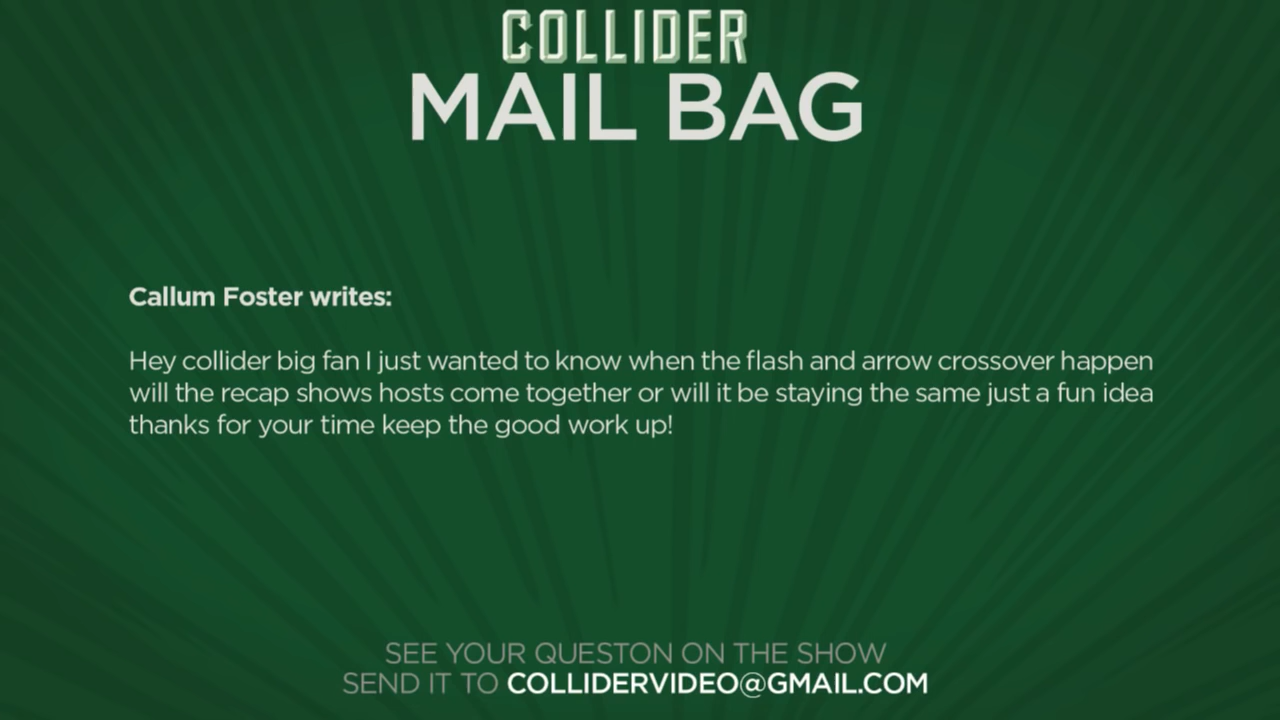 COLLIDER
MAIL BAG
Callum Foster writes:
Hey collider big fan I just wanted to know when the flash and arrow crossover happen
will the recap shows hosts come together or will it be staying the same just a fun idea
thanks for your time keep the good work up!
SEE YOUR QUESTON ON THE SHOW
SEND IT TO COLLIDERVIDEO@GMAIL.COM